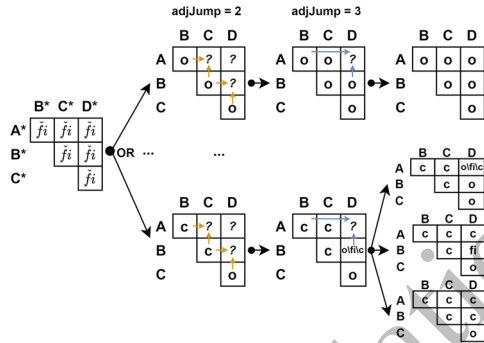 adjJump = 2 adjJump = 3
B C D B C D B C D
A o ? ? A o o ? A o o o
B o ? B o o B o o
C o C o C o
B* C* D*
A* f̌i f̌i f̌i
B* f̌i f̌i
C* f̌i
OR ... ...
B C D
A c c o\fi\c
B c o
C o
B C D B C D
A c ? ? A c c ?
B c ? B c o\fi\c
C o C o
B C D
A c c c
B c fi
C o
B C D
A c c c
B c c
C o